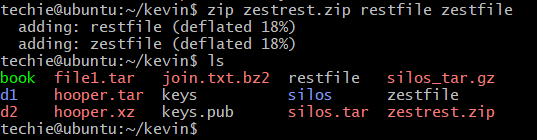 techie@ubuntu:~/kevin$ zip zestrest.zip restfile zestfile
  adding: restfile (deflated 18%)
  adding: zestfile (deflated 18%)
techie@ubuntu:~/kevin$ ls
book  file1.tar   join.txt.bz2  restfile   silos_tar.gz
d1    hooper.tar  keys          silos      zestfile
d2    hooper.xz   keys.pub      silos.tar  zestrest.zip
techie@ubuntu:~/kevin$